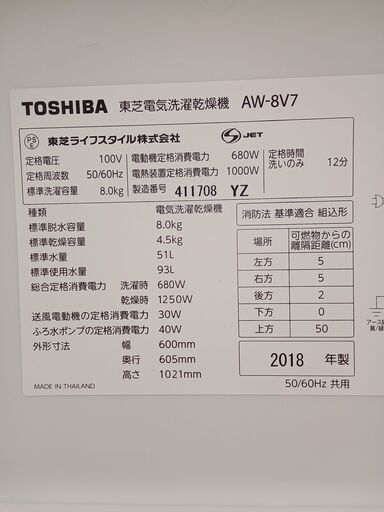 TOSHIBA 東芝電気洗濯乾燥機 AW-8V7
PS E
東芝ライフスタイル株式会社
S JET
定格電圧 100V
定格周波数 50/60Hz
標準洗濯容量 8.0kg
電動機定格消費電力 680W
電熱装置定格消費電力 1000W
製造番号 411708 YZ
定格時間
洗いのみ 12分
種類 電気洗濯乾燥機
標準脱水容量 8.0kg
標準乾燥容量 4.5kg
標準水量 51L
標準使用水量 93L
総合定格消費電力 洗濯時 680W
乾燥時 1250W
送風電動機の定格消費電力 30W
ふろ水ポンプの定格消費電力 40W
外形寸法 幅 600mm
奥行 605mm
高さ 1021mm
MADE IN THAILAND
消防法 基準適合 組込形
場所 可燃物からの離隔距離(cm)
左方 5
右方 5
後方 2
下方 0
上方 50
2018 年製
50/60Hz 共用
アース線
黄/緑